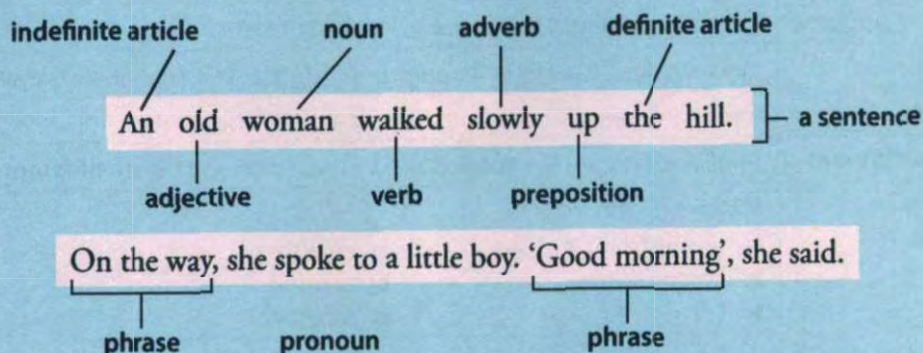 indefinite article noun adverb definite article
An old woman walked slowly up the hill. a sentence
adjective verb preposition
On the way, she spoke to a little boy. ‘Good morning’, she said.
phrase pronoun phrase